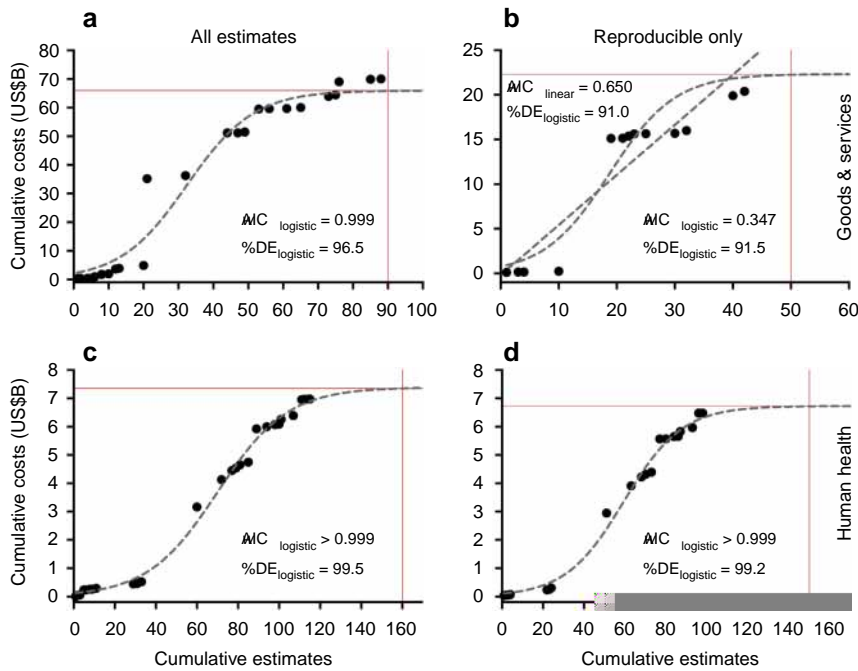 a
All estimates
Cumulative costs (US$B)
80
70
60
50
40
30
20
10
0
0 10 20 30 40 50 60 70 80 90 100
logistic = 0.999
%DElogistic = 96.5
b
Reproducible only
Goods & services
25
20
15
10
5
0
0 10 20 30 40 50 60
linear = 0.650
%DElogistic = 91.0
logistic = 0.347
%DElogistic = 91.5
c
Cumulative costs (US$B)
8
7
6
5
4
3
2
1
0
0 20 40 60 80 100 120 140 160
logistic > 0.999
%DElogistic = 99.5
Cumulative estimates
d
Human health
8
7
6
5
4
3
2
1
0
0 20 40 60 80 100 120 140 160
logistic > 0.999
%DElogistic = 99.2
Cumulative estimates